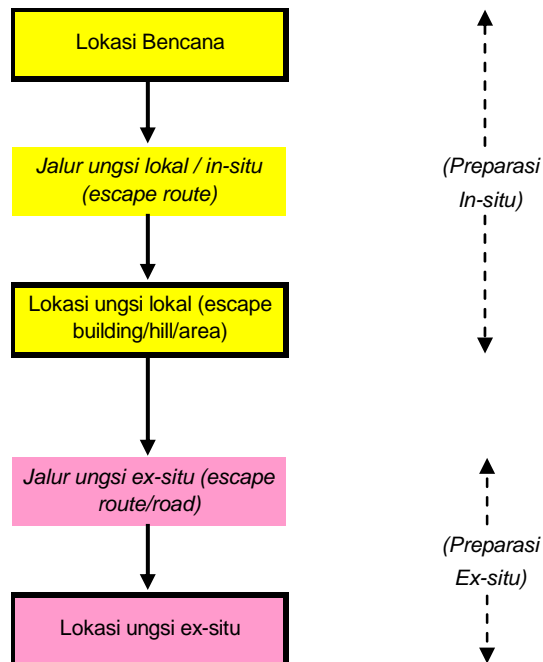 Lokasi Bencana
Jalur ungsi lokal / in-situ
(escape route)
(Preparasi
In-situ)
Lokasi ungsi lokal (escape
building/hill/area)
Jalur ungsi ex-situ (escape
route/road)
(Preparasi
Ex-situ)
Lokasi ungsi ex-situ